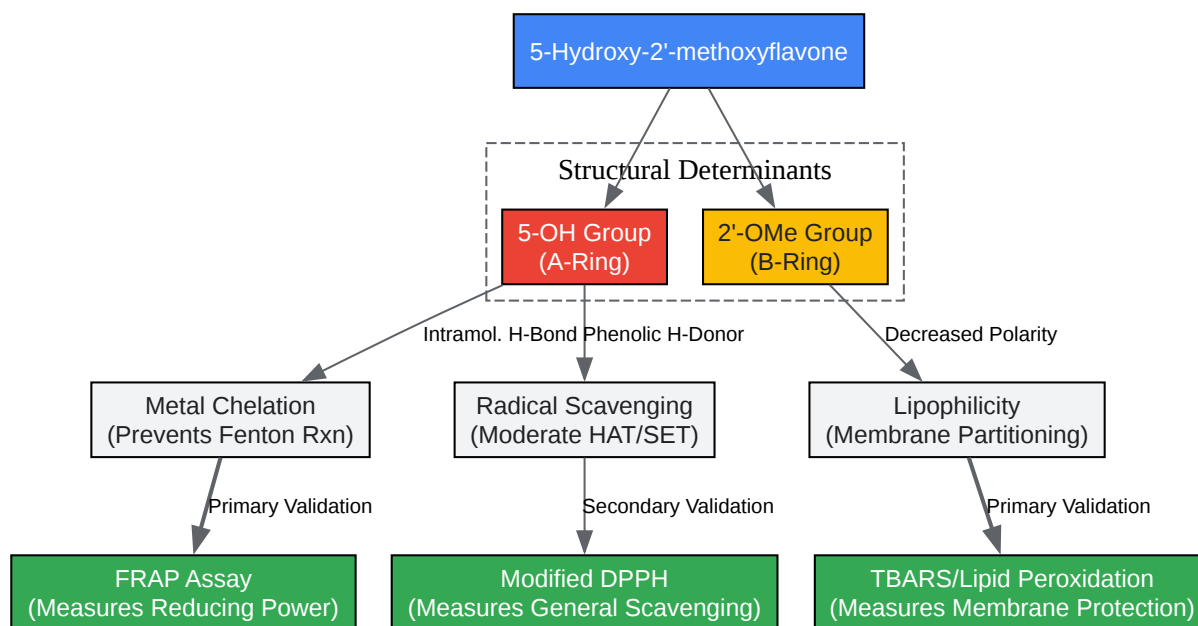 5-Hydroxy-2'-methoxyflavone
Structural Determinants
5-OH Group
(A-Ring)
2'-OMe Group
(B-Ring)
Intramol. H-Bond
Phenolic H-Donor
Decreased Polarity
Metal Chelation
(Prevents Fenton Rxn)
Radical Scavenging
(Moderate HAT/SET)
Lipophilicity
(Membrane Partitioning)
Primary Validation
Secondary Validation
Primary Validation
FRAP Assay
(Measures Reducing Power)
Modified DPPH
(Measures General Scavenging)
TBARS/Lipid Peroxidation
(Measures Membrane Protection)